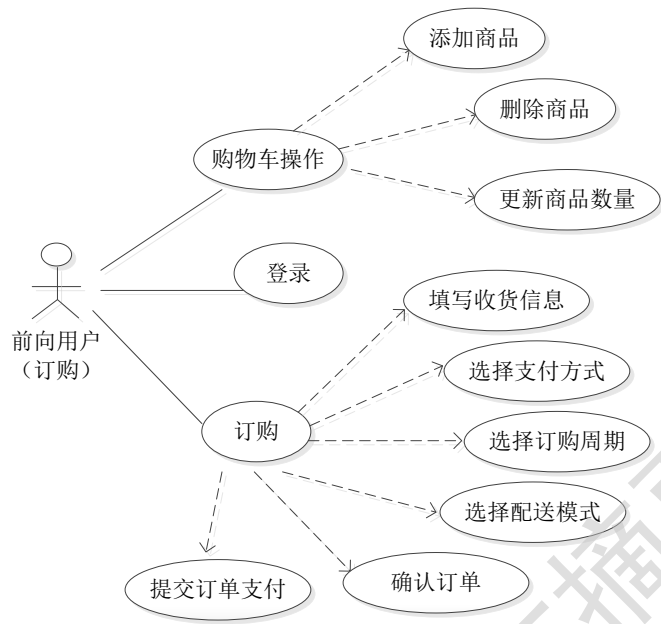 添加商品
删除商品
购物车操作
更新商品数量
登录
填写收货信息
前向用户
（订购）
选择支付方式
订购
选择订购周期
选择配送模式
提交订单支付
确认订单
摘